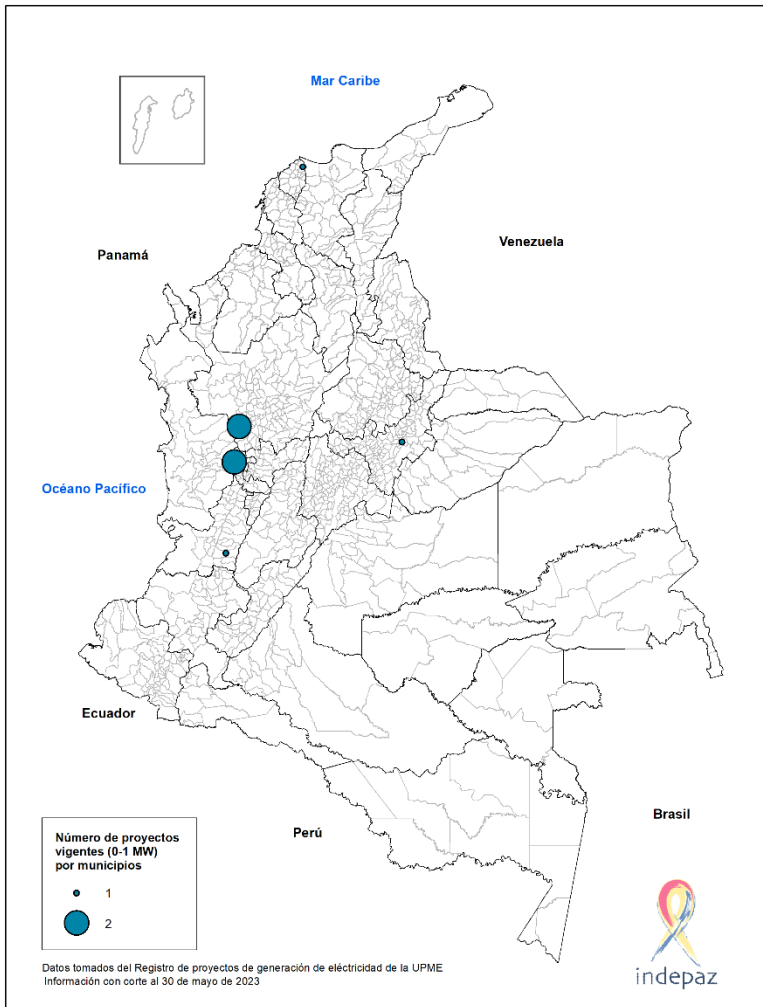 Mar Caribe
Panamá
Venezuela
Océano Pacífico
Ecuador
Perú
Brasil
Número de proyectos
vigentes (0-1 MW)
por municipios
1
2
indepaz
Datos tomados del Registro de proyectos de generación de eléctricidad de la UPME
Información con corte al 30 de mayo de 2023